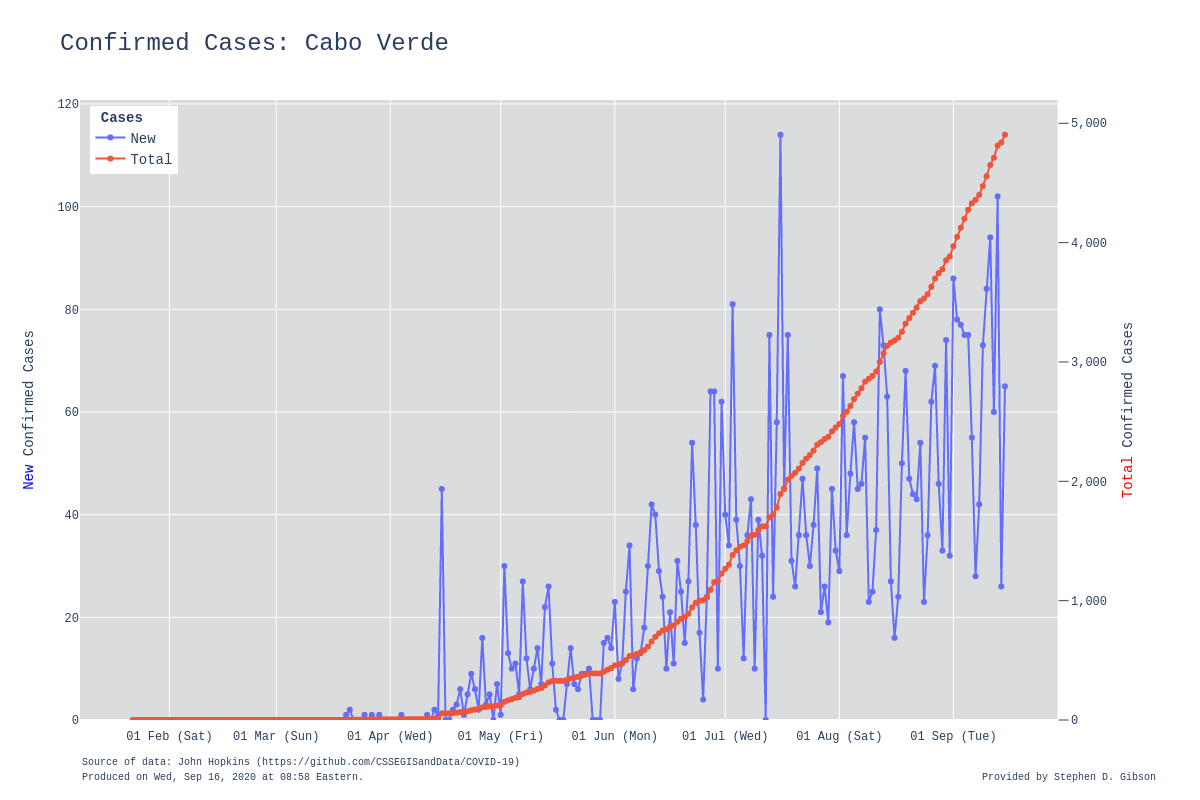 Confirmed Cases: Cabo Verde
Cases
New
Total
120
100
80
60
40
20
0
New Confirmed Cases
5,000
4,000
3,000
2,000
1,000
0
Total Confirmed Cases
01 Feb (Sat) 01 Mar (Sun) 01 Apr (Wed) 01 May (Fri) 01 Jun (Mon) 01 Jul (Wed) 01 Aug (Sat) 01 Sep (Tue)
Source of data: John Hopkins (https://github.com/CSSEGISandData/COVID-19)
Produced on Wed, Sep 16, 2020 at 08:58 Eastern.
Provided by Stephen D. Gibson